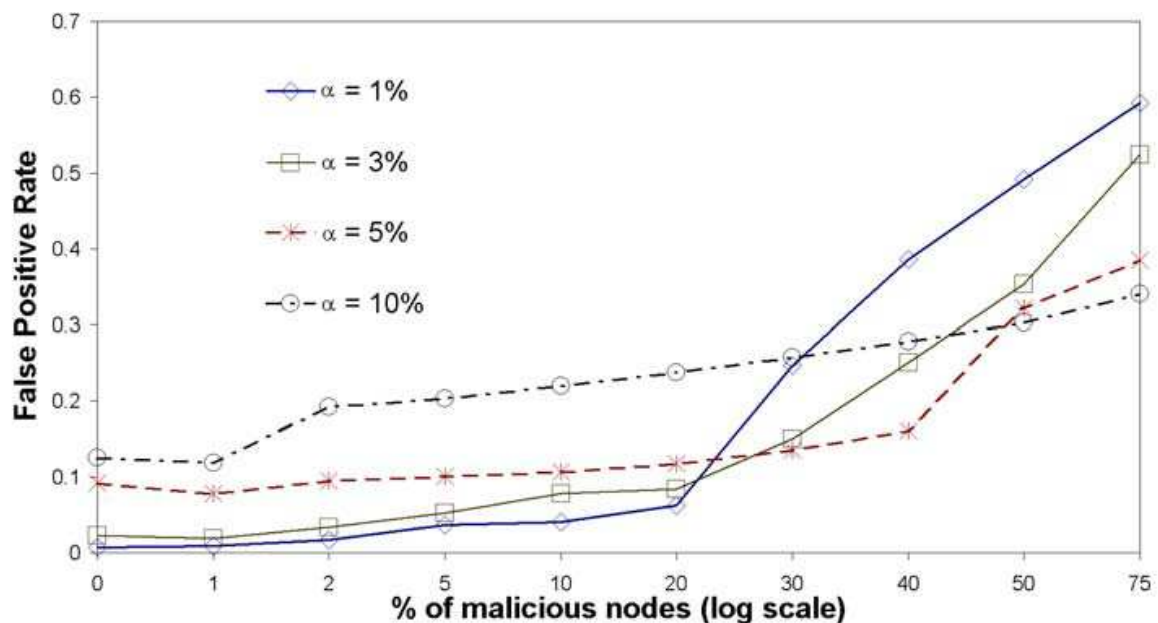 0.7
0.6
0.5
0.4
0.3
0.2
0.1
0
False Positive Rate
α = 1%
α = 3%
α = 5%
α = 10%
0 1 2 5 10 20 30 40 50 75
% of malicious nodes (log scale)